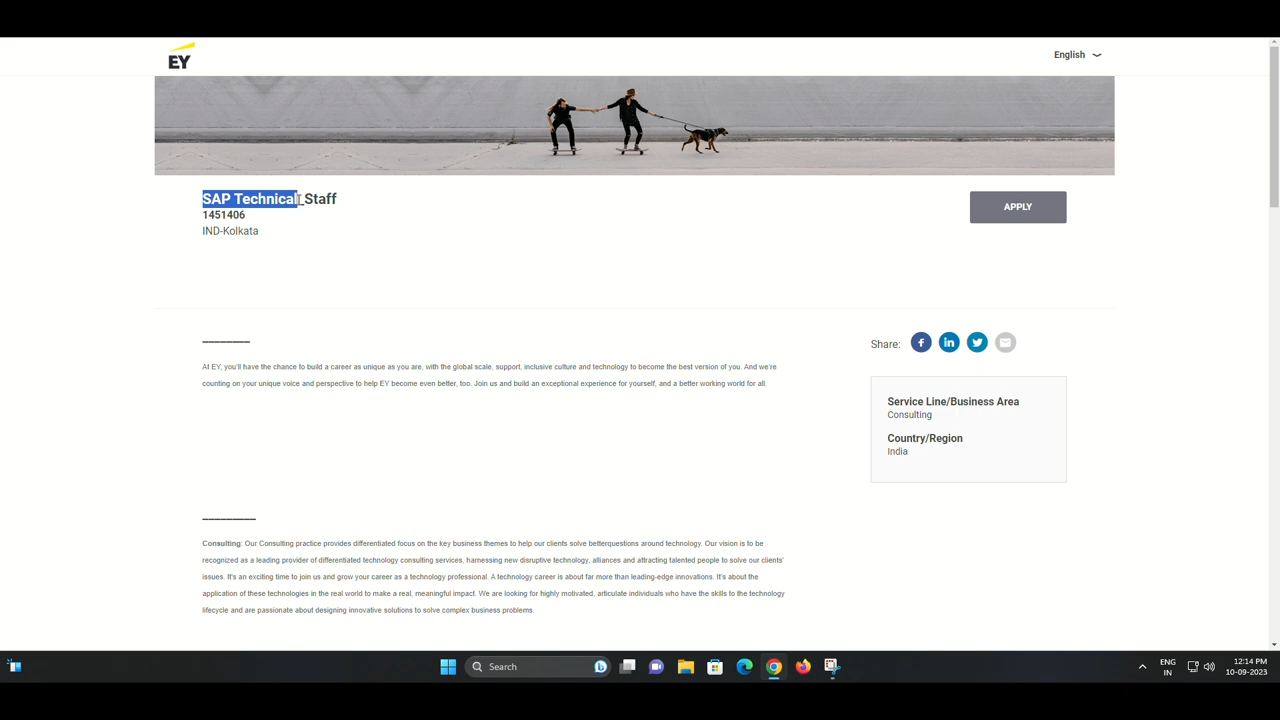 EY
English
SAP Technical_Staff
1451406
IND-Kolkata
APPLY
Share:
At EY, you'll have the chance to build a career as unique as you are, with the global scale, support, inclusive culture and technology to become the best version of you. And we're
counting on your unique voice and perspective to help EY become even better, too. Join us and build an exceptional experience for yourself, and a better working world for all.
Service Line/Business Area
Consulting
Country/Region
India
Consulting: Our Consulting practice provides differentiated focus on the key business themes to help our clients solve betterquestions around technology. Our vision is to be
recognized as a leading provider of differentiated technology consulting services, harnessing new disruptive technology, alliances and attracting talented people to solve our clients'
issues. It's an exciting time to join us and grow your career as a technology professional. A technology career is about far more than leading-edge innovations. It's about the
application of these technologies in the real world to make a real, meaningful impact. We are looking for highly motivated, articulate individuals who have the skills to the technology
lifecycle and are passionate about designing innovative solutions to solve complex business problems.
Search
ENG
IN
12:14 PM
10-09-2023